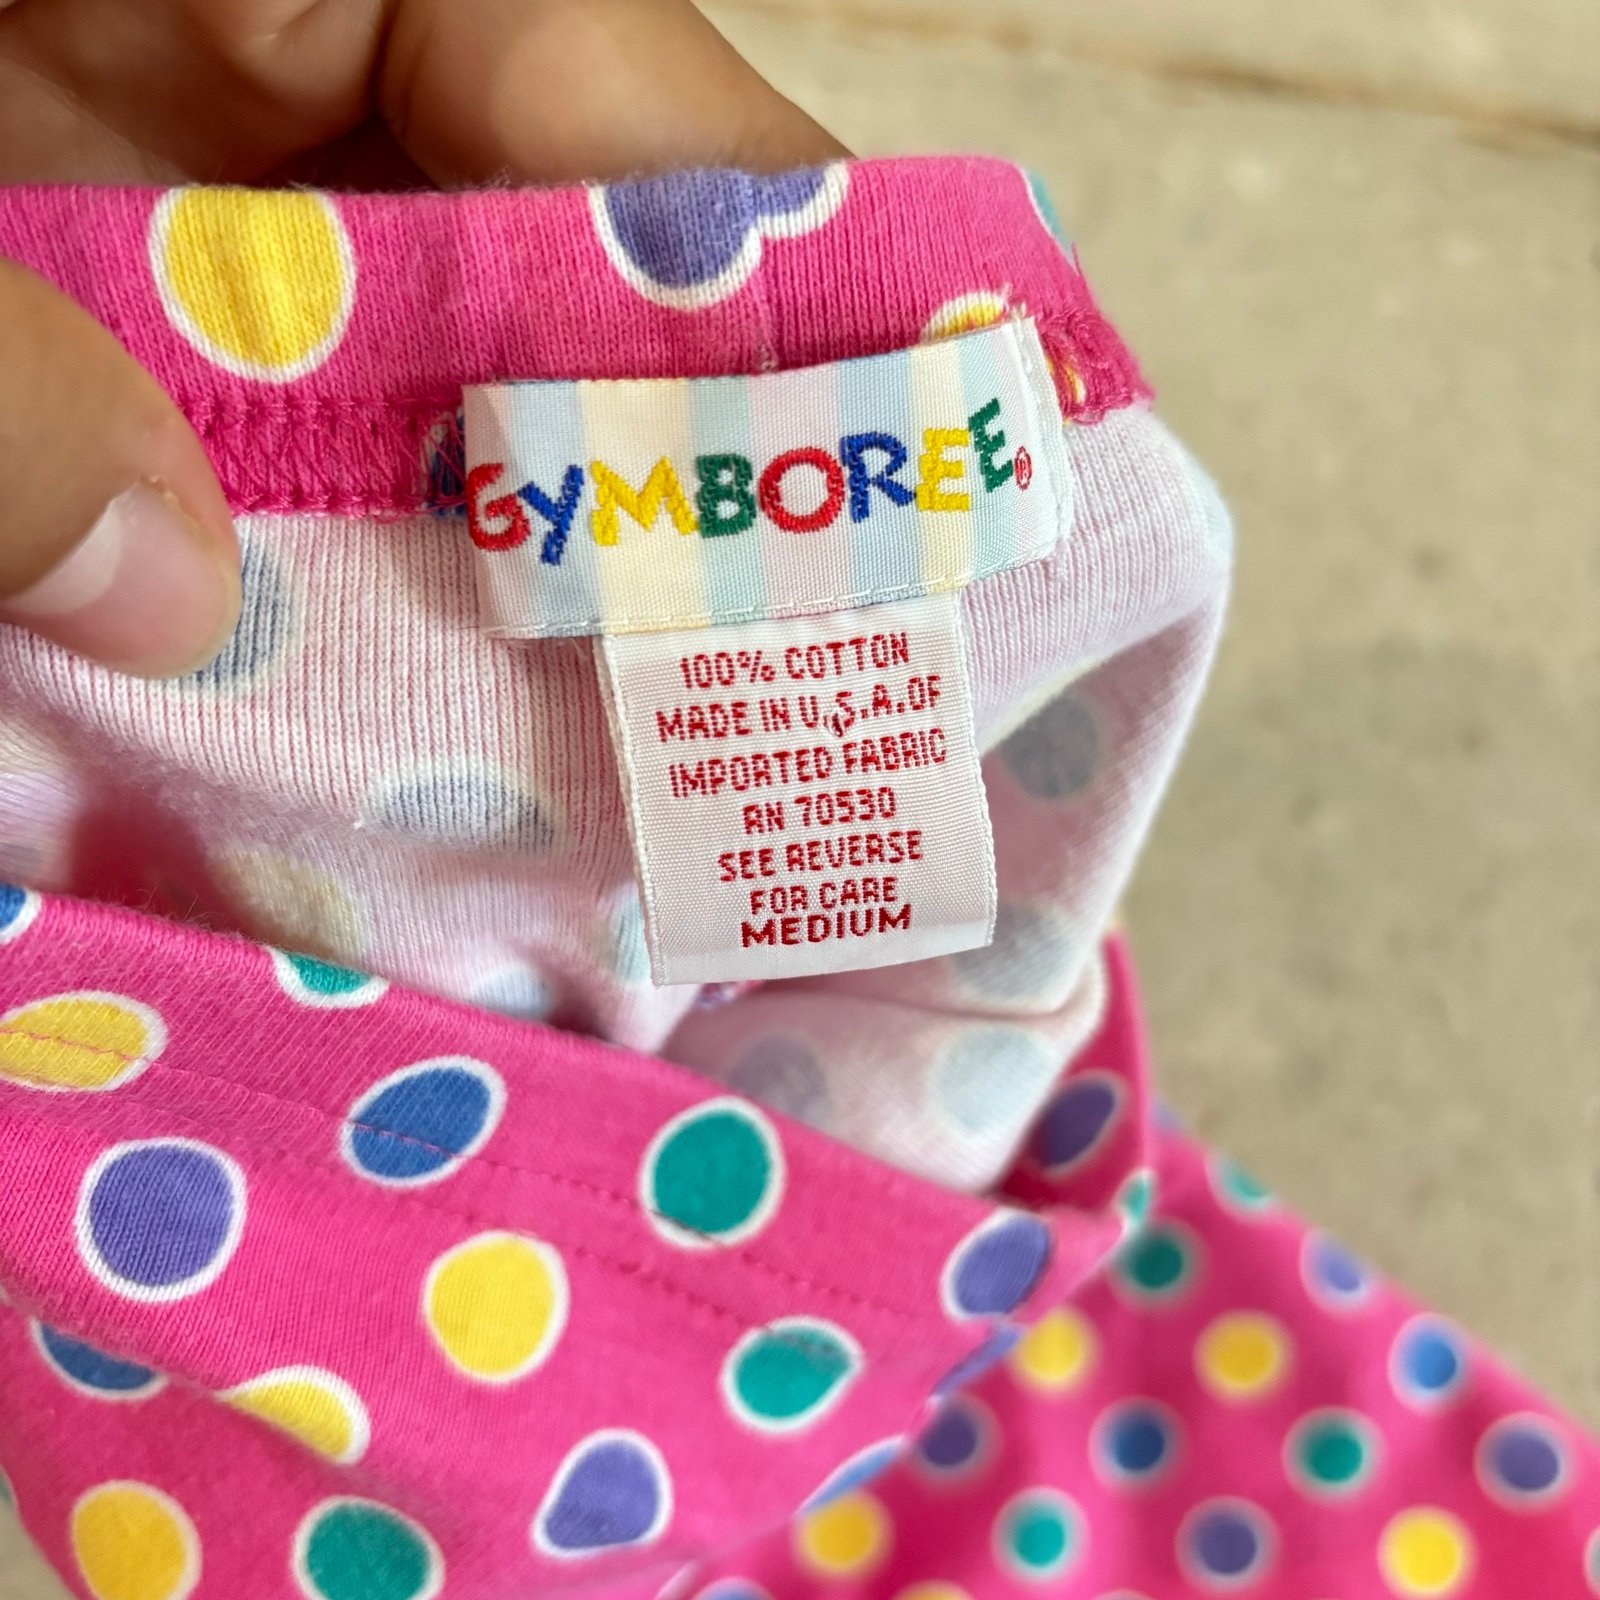 GYMBOREE®
100% COTTON
MADE IN U.S.A. OF
IMPORTED FABRIC
RN 70530
SEE REVERSE
FOR CARE
MEDIUM